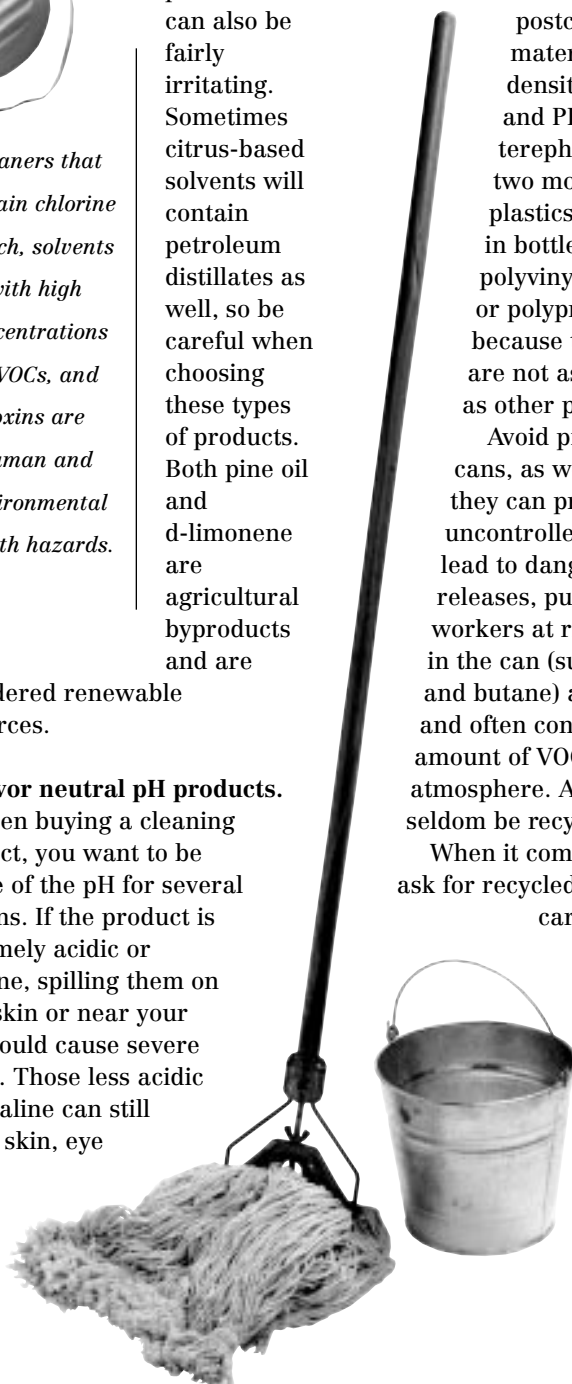 aners that
ain chlorine
ch, solvents
with high
centrations
VOCs, and
oxins are
uman and
ironmental
th hazards.
can also be
fairly
irritating.
Sometimes
citrus-based
solvents will
contain
petroleum
distillates as
well, so be
careful when
choosing
these types
of products.
Both pine oil
and
d-limonene
are
agricultural
byproducts
and are
dered renewable
rces.
vor neutral pH products.
en buying a cleaning
ct, you want to be
e of the pH for several
ns. If the product is
mely acidic or
ne, spilling them on
skin or near your
ould cause severe
. Those less acidic
aline can still
skin, eye
postc
mater
densit
and PE
tereph
two mo
plastics
in bottle
polyviny
or polypr
because t
are not as
as other p
Avoid p
cans, as w
they can pr
uncontrolle
lead to dang
releases, pu
workers at r
in the can (su
and butane) a
and often con
amount of VOC
atmosphere. A
seldom be recy
When it com
ask for recycled
car